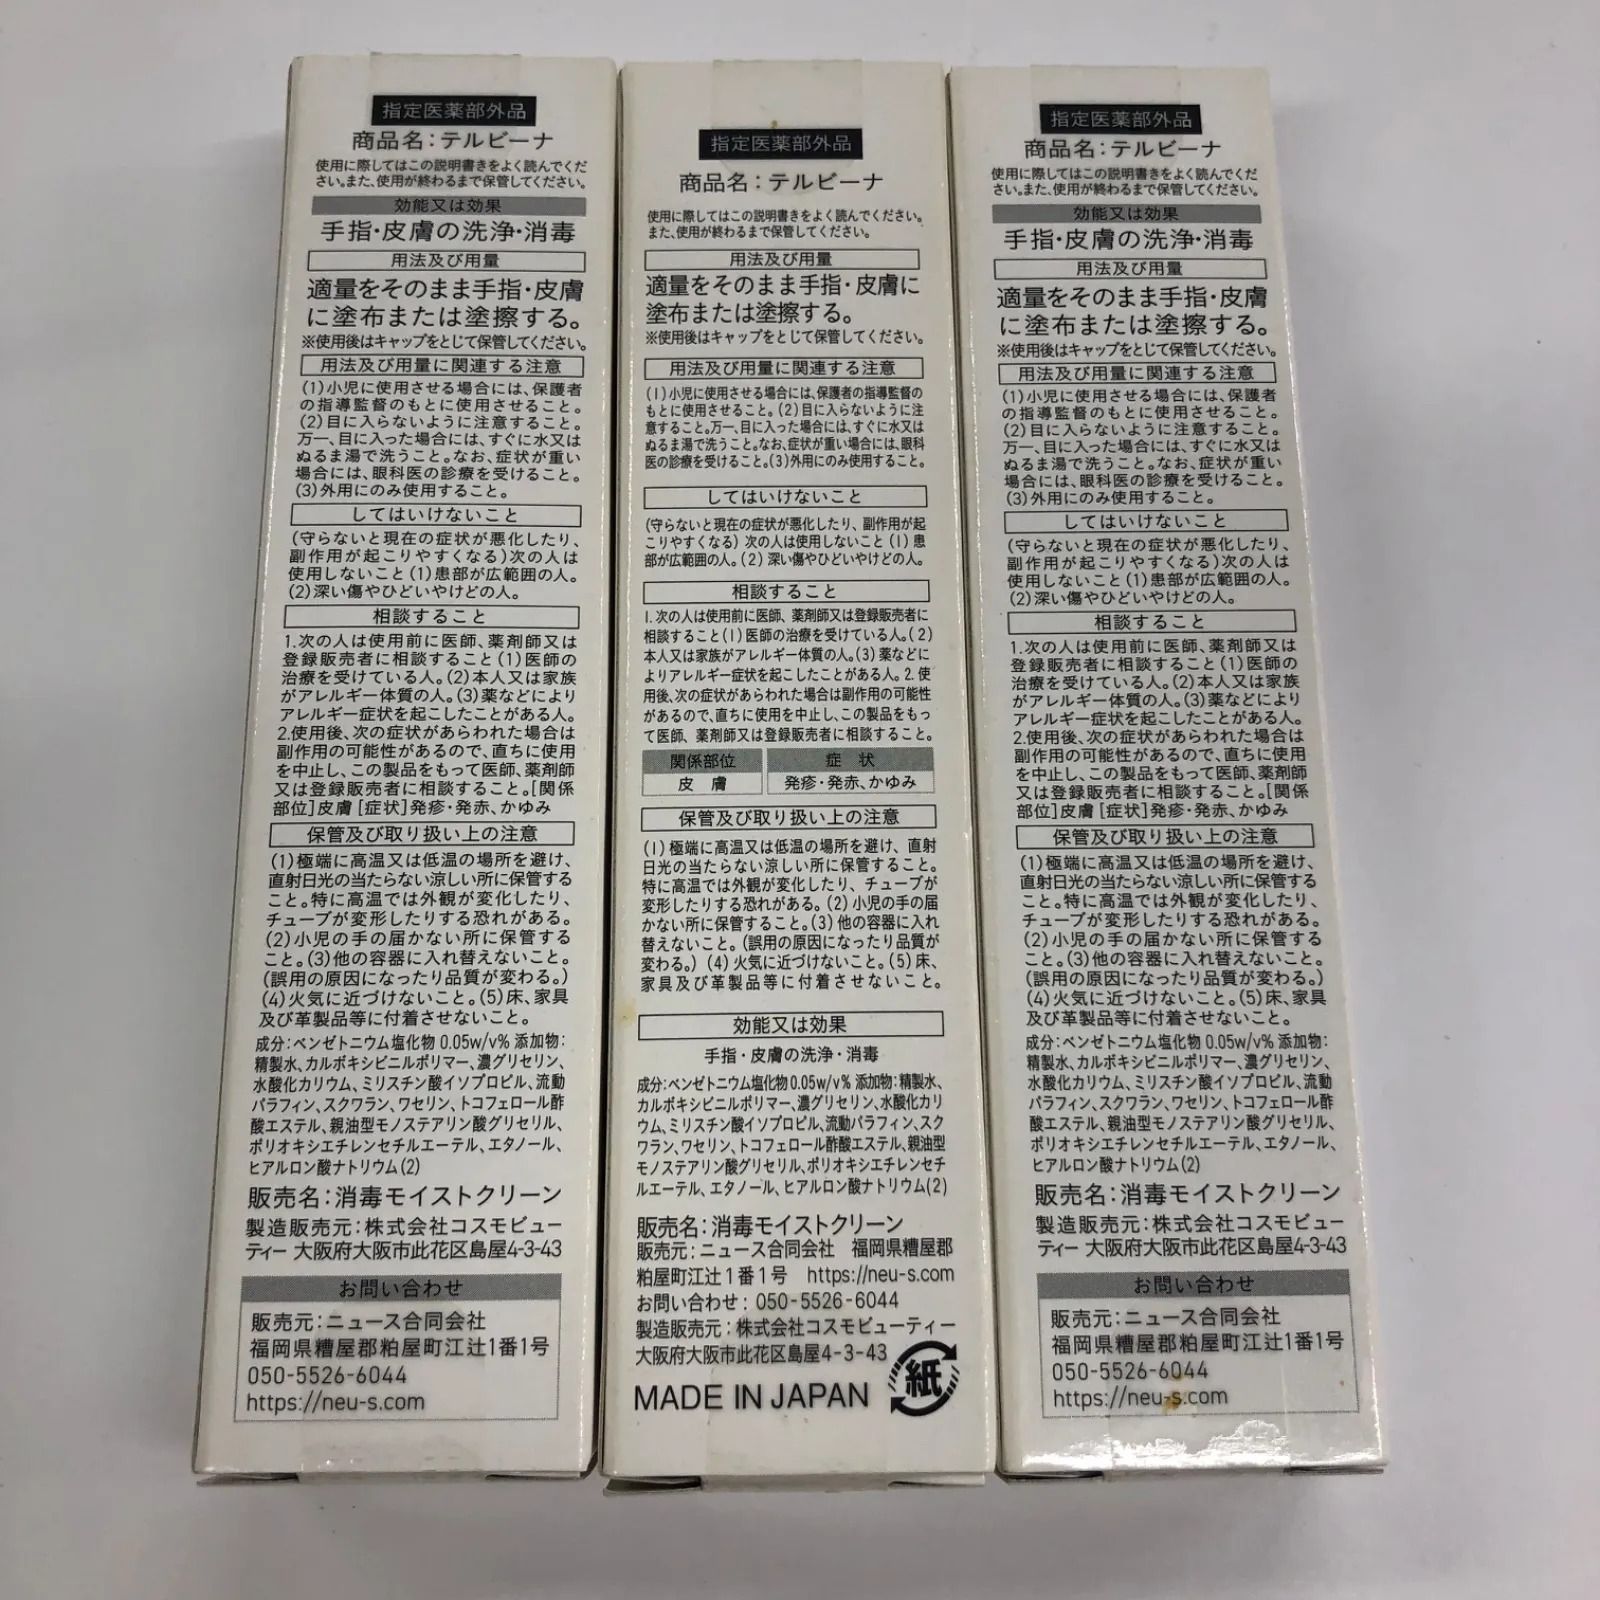 指定医薬部外品
商品名：テルビーナ
使用に際してはこの説明書きをよく読んでくだ
さい。また、使用が終わるまで保管してください。
効能又は効果
手指・皮膚の洗浄・消毒
用法及び用量
適量をそのまま手指・皮膚
に塗布または塗擦する。
※使用後はキャップをとじて保管してください。
用法及び用量に関連する注意
(1)小児に使用させる場合には、保護者
の指導監督のもとに使用させること。
(2)目に入らないように注意すること。
万一、目に入った場合には、すぐに水又は
ぬるま湯で洗うこと。なお、症状が重い
場合には、眼科医の診療を受けること。
(3)外用にのみ使用すること。
してはいけないこと
(守らないと現在の症状が悪化したり、
副作用が起こりやすくなる)次の人は
使用しないこと(1)患部が広範囲の人。
(2)深い傷やひどいやけどの人。
相談すること
1.次の人は使用前に医師、薬剤師又は
登録販売者に相談すること(1)医師の
治療を受けている人。(2)本人又は家族
がアレルギー体質の人。(3)薬などにより
アレルギー症状を起こしたことがある人。
2.使用後、次の症状があらわれた場合は
副作用の可能性があるので、直ちに使用
を中止し、この製品をもって医師、薬剤師
又は登録販売者に相談すること。[関係
部位]皮膚 [症状]発疹・発赤、かゆみ
保管及び取り扱い上の注意
(1)極端に高温又は低温の場所を避け、
直射日光の当たらない涼しい所に保管する
こと。特に高温では外観が変化したり、
チューブが変形したりする恐れがある。
(2)小児の手の届かない所に保管する
こと。(3)他の容器に入れ替えないこと。
(誤用の原因になったり品質が変わる。)
(4)火気に近づけないこと。(5)床、家具
及び革製品等に付着させないこと。
成分：ベンゼトニウム塩化物 0.05w/v% 添加物：
精製水、カルボキシビニルポリマー、濃グリセリン、
水酸化カリウム、ミリスチン酸イソプロピル、流動
パラフィン、スクワラン、ワセリン、トコフェロール酢
酸エステル、親油型モノステアリン酸グリセリル、
ポリオキシエチレンセチルエーテル、エタノール、
ヒアルロン酸ナトリウム(2)
販売名：消毒モイストクリーン
製造販売元：株式会社コスモビュー
ティー 大阪府大阪市此花区島屋4-3-43
お問い合わせ
販売元：ニュース合同会社
福岡県糟屋郡粕屋町江辻1番1号
050-5526-6044
https://neu-s.com
指定医薬部外品
商品名：テルビーナ
使用に際してはこの説明書きをよく読んでください。
また、使用が終わるまで保管してください。
用法及び用量
適量をそのまま手指・皮膚に
塗布または塗擦する。
※使用後はキャップをとじて保管してください。
用法及び用量に関連する注意
(1)小児に使用させる場合には、保護者の指導監督の
もとに使用させること。(2)目に入らないように注
意すること。万一、目に入った場合には、すぐに水又は
ぬるま湯で洗うこと。なお、症状が重い場合には、眼科
医の診療を受けること。(3)外用にのみ使用すること。
してはいけないこと
(守らないと現在の症状が悪化したり、副作用が起
こりやすくなる) 次の人は使用しないこと(1)患
部が広範囲の人。(2) 深い傷やひどいやけどの人。
相談すること
1.次の人は使用前に医師、薬剤師又は登録販売者に
相談すること(1)医師の治療を受けている人。(2)
本人又は家族がアレルギー体質の人。(3)薬などに
よりアレルギー症状を起こしたことがある人。2.使
用後、次の症状があらわれた場合は副作用の可能性
があるので、直ちに使用を中止し、この製品をもっ
て医師、薬剤師又は登録販売者に相談すること。
関係部位 症 状
皮 膚 発疹・発赤、かゆみ
保管及び取り扱い上の注意
(1)極端に高温又は低温の場所を避け、直射
日光の当たらない涼しい所に保管すること。
特に高温では外観が変化したり、チューブが
変形したりする恐れがある。(2)小児の手の届
かない所に保管すること。(3)他の容器に入れ
替えないこと。(誤用の原因になったり品質が
変わる。) (4)火気に近づけないこと。(5)床、
家具及び革製品等に付着させないこと。
効能又は効果
手指・皮膚の洗浄・消毒
成分：ベンゼトニウム塩化物0.05w/v% 添加物：精製水、
カルボキシビニルポリマー、濃グリセリン、水酸化カリ
ウム、ミリスチン酸イソプロピル、流動パラフィン、スク
ワラン、ワセリン、トコフェロール酢酸エステル、親油型
モノステアリン酸グリセリル、ポリオキシエチレンセチ
ルエーテル、エタノール、ヒアルロン酸ナトリウム(2)
販売名：消毒モイストクリーン
販売元：ニュース合同会社 福岡県糟屋郡
粕屋町江辻1番1号 https://neu-s.com
お問い合わせ：050-5526-6044
製造販売元：株式会社コスモビューティー
大阪府大阪市此花区島屋4-3-43
MADE IN JAPAN
紙
指定医薬部外品
商品名：テルビーナ
使用に際してはこの説明書きをよく読んでくだ
さい。また、使用が終わるまで保管してください。
効能又は効果
手指・皮膚の洗浄・消毒
用法及び用量
適量をそのまま手指・皮膚
に塗布または塗擦する。
※使用後はキャップをとじて保管してください。
用法及び用量に関連する注意
(1)小児に使用させる場合には、保護者
の指導監督のもとに使用させること。
(2)目に入らないように注意すること。
万一、目に入った場合には、すぐに水又は
ぬるま湯で洗うこと。なお、症状が重い
場合には、眼科医の診療を受けること。
(3)外用にのみ使用すること。
してはいけないこと
(守らないと現在の症状が悪化したり、
副作用が起こりやすくなる)次の人は
使用しないこと(1)患部が広範囲の人。
(2)深い傷やひどいやけどの人。
相談すること
1.次の人は使用前に医師、薬剤師又は
登録販売者に相談すること(1)医師の
治療を受けている人。(2)本人又は家族
がアレルギー体質の人。(3)薬などにより
アレルギー症状を起こしたことがある人。
2.使用後、次の症状があらわれた場合は
副作用の可能性があるので、直ちに使用
を中止し、この製品をもって医師、薬剤師
又は登録販売者に相談すること。[関係
部位]皮膚 [症状]発疹・発赤、かゆみ
保管及び取り扱い上の注意
(1)極端に高温又は低温の場所を避け、
直射日光の当たらない涼しい所に保管する
こと。特に高温では外観が変化したり、
チューブが変形したりする恐れがある。
(2)小児の手の届かない所に保管する
こと。(3)他の容器に入れ替えないこと。
(誤用の原因になったり品質が変わる。)
(4)火気に近づけないこと。(5)床、家具
及び革製品等に付着させないこと。
成分：ベンゼトニウム塩化物 0.05w/v% 添加物：
精製水、カルボキシビニルポリマー、濃グリセリン、
水酸化カリウム、ミリスチン酸イソプロピル、流動
パラフィン、スクワラン、ワセリン、トコフェロール酢
酸エステル、親油型モノステアリン酸グリセリル、
ポリオキシエチレンセチルエーテル、エタノール、
ヒアルロン酸ナトリウム(2)
販売名：消毒モイストクリーン
製造販売元：株式会社コスモビュー
ティー 大阪府大阪市此花区島屋4-3-43
お問い合わせ
販売元：ニュース合同会社
福岡県糟屋郡粕屋町江辻1番1号
050-5526-6044
https://neu-s.com